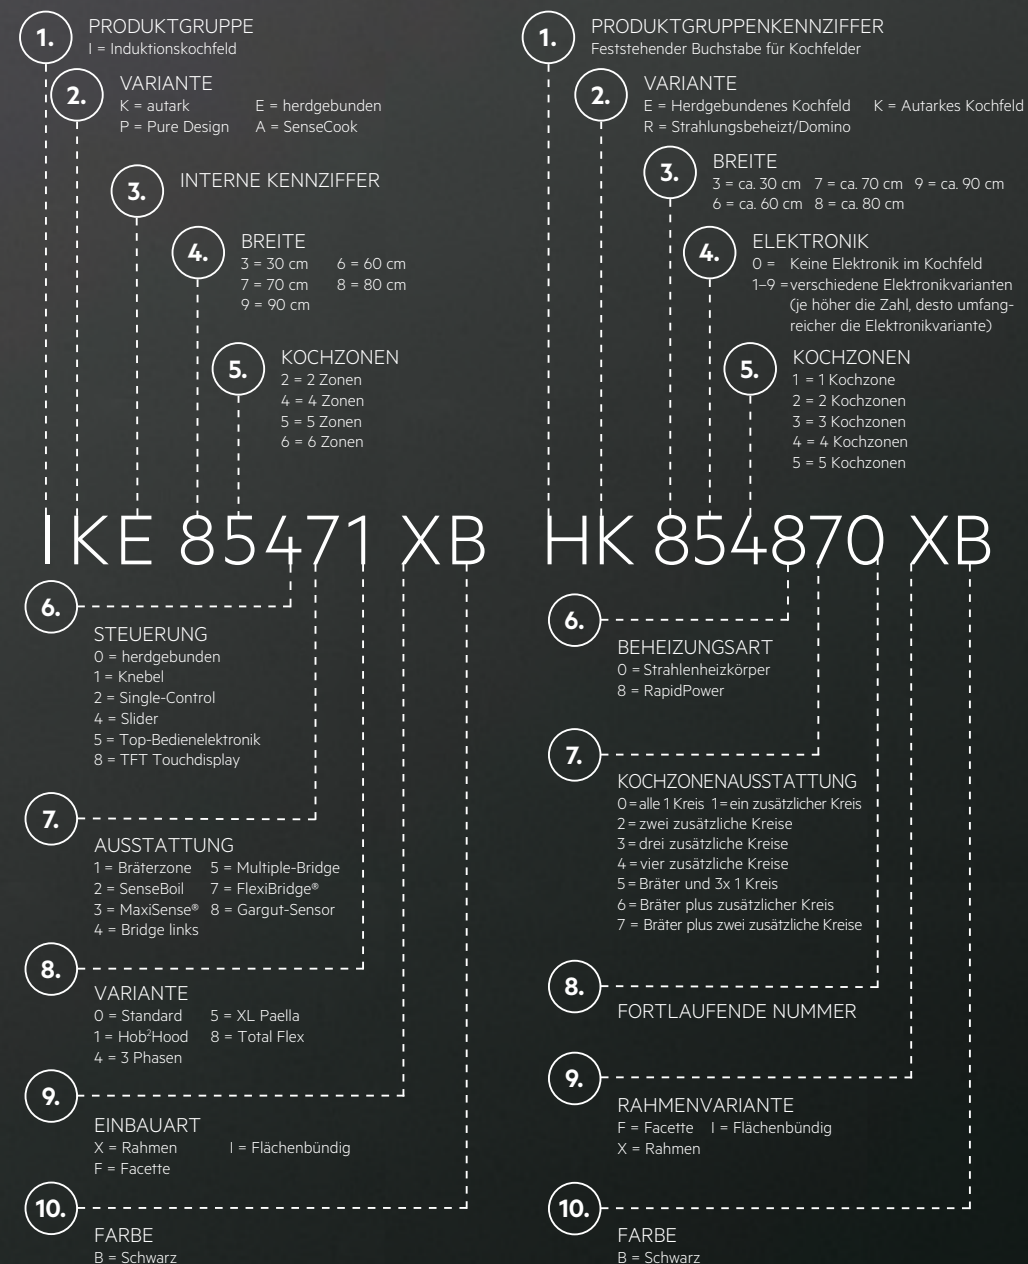 1.
PRODUKTGRUPPE
I = Induktionskochfeld
2.
VARIANTE
K = autark E = herdgebunden
P = Pure Design A = SenseCook
3.
INTERNE KENNZIFFER
4.
BREITE
3 = 30 cm 6 = 60 cm
7 = 70 cm 8 = 80 cm
9 = 90 cm
5.
KOCHZONEN
2 = 2 Zonen
4 = 4 Zonen
5 = 5 Zonen
6 = 6 Zonen
IKE 85471 XB
6.
STEUERUNG
0 = herdgebunden
1 = Knebel
2 = Single-Control
4 = Slider
5 = Top-Bedienelektronik
8 = TFT Touchdisplay
7.
AUSSTATTUNG
1 = Bräterzone 5 = Multiple-Bridge
2 = SenseBoil 7 = FlexiBridge®
3 = MaxiSense® 8 = Gargut-Sensor
4 = Bridge links
8.
VARIANTE
0 = Standard 5 = XL Paella
1 = Hob²Hood 8 = Total Flex
4 = 3 Phasen
9.
EINBAUART
X = Rahmen I = Flächenbündig
F = Facette
10.
FARBE
B = Schwarz
1.
PRODUKTGRUPPENKENNZIFFER
Feststehender Buchstabe für Kochfelder
2.
VARIANTE
E = Herdgebundenes Kochfeld K = Autarkes Kochfeld
R = Strahlungsbeheizt/Domino
3.
BREITE
3 = ca. 30 cm 7 = ca. 70 cm 9 = ca. 90 cm
6 = ca. 60 cm 8 = ca. 80 cm
4.
ELEKTRONIK
0 = Keine Elektronik im Kochfeld
1–9 = verschiedene Elektronikvarianten
(je höher die Zahl, desto umfang-
reicher die Elektronikvariante)
5.
KOCHZONEN
1 = 1 Kochzone
2 = 2 Kochzonen
3 = 3 Kochzonen
4 = 4 Kochzonen
5 = 5 Kochzonen
HK 854870 XB
6.
BEHEIZUNGSART
0 = Strahlenheizkörper
8 = RapidPower
7.
KOCHZONENAUSSTATTUNG
0 = alle 1 Kreis 1 = ein zusätzlicher Kreis
2 = zwei zusätzliche Kreise
3 = drei zusätzliche Kreise
4 = vier zusätzliche Kreise
5 = Bräter und 3x 1 Kreis
6 = Bräter plus zusätzlicher Kreis
7 = Bräter plus zwei zusätzliche Kreise
8.
FORTLAUFENDE NUMMER
9.
RAHMENVARIANTE
F = Facette I = Flächenbündig
X = Rahmen
10.
FARBE
B = Schwarz